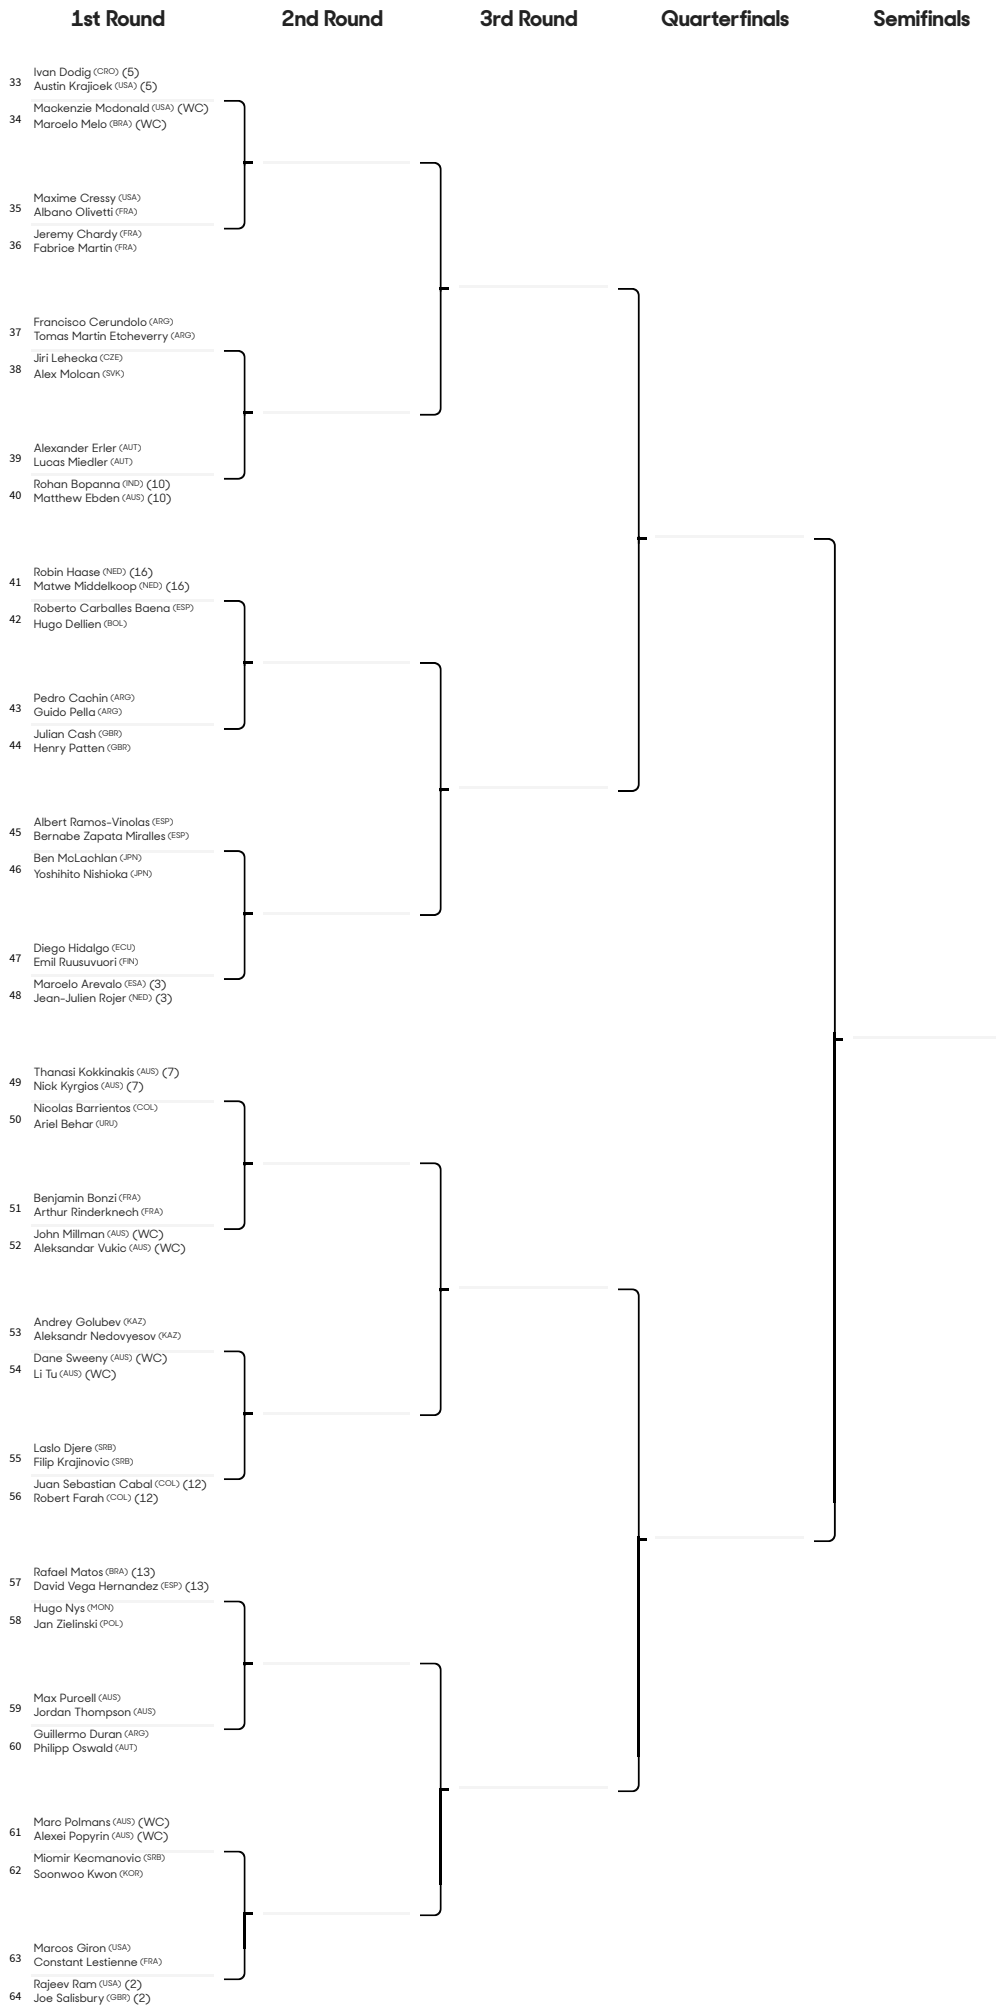 1st Round 2nd Round 3rd Round Quarterfinals Semifinals
Ivan Dodig (CRO) (5)
33
Austin Krajicek (USA) (5)
Mackenzie Mcdonald (USA) (WC)
34
Marcelo Melo (BRA) (WC)
Maxime Cressy (USA)
35
Albano Olivetti (FRA)
Jeremy Chardy (FRA)
36
Fabrice Martin (FRA)
Francisco Cerundolo (ARG)
37
Tomas Martin Etcheverry (ARG)
Jiri Lehecka (CZE)
38
Alex Molcan (SVK)
Alexander Erler (AUT)
39
Lucas Miedler (AUT)
Rohan Bopanna (IND) (10)
40
Matthew Ebden (AUS) (10)
Robin Haase (NED) (16)
41
Matwe Middelkoop (NED) (16)
Roberto Carballes Baena (ESP)
42
Hugo Dellien (BOL)
Pedro Cachin (ARG)
43
Guido Pella (ARG)
Julian Cash (GBR)
44
Henry Patten (GBR)
Albert Ramos-Vinolas (ESP)
45
Bernabe Zapata Miralles (ESP)
Ben McLachlan (JPN)
46
Yoshihito Nishioka (JPN)
Diego Hidalgo (ECU)
47
Emil Ruusuvuori (FIN)
Marcelo Arevalo (ESA) (3)
48
Jean-Julien Rojer (NED) (3)
Thanasi Kokkinakis (AUS) (7)
49
Nick Kyrgios (AUS) (7)
Nicolas Barrientos (COL)
50
Ariel Behar (URU)
Benjamin Bonzi (FRA)
51
Arthur Rinderknech (FRA)
John Millman (AUS) (WC)
52
Aleksandar Vukic (AUS) (WC)
Andrey Golubev (KAZ)
53
Aleksandr Nedovyesov (KAZ)
Dane Sweeny (AUS) (WC)
54
Li Tu (AUS) (WC)
Laslo Djere (SRB)
55
Filip Krajinovic (SRB)
Juan Sebastian Cabal (COL) (12)
56
Robert Farah (COL) (12)
Rafael Matos (BRA) (13)
57
David Vega Hernandez (ESP) (13)
Hugo Nys (MON)
58
Jan Zielinski (POL)
Max Purcell (AUS)
59
Jordan Thompson (AUS)
Guillermo Duran (ARG)
60
Philipp Oswald (AUT)
Marc Polmans (AUS) (WC)
61
Alexei Popyrin (AUS) (WC)
Miomir Kecmanovic (SRB)
62
Soonwoo Kwon (KOR)
Marcos Giron (USA)
63
Constant Lestienne (FRA)
Rajeev Ram (USA) (2)
64
Joe Salisbury (GBR) (2)